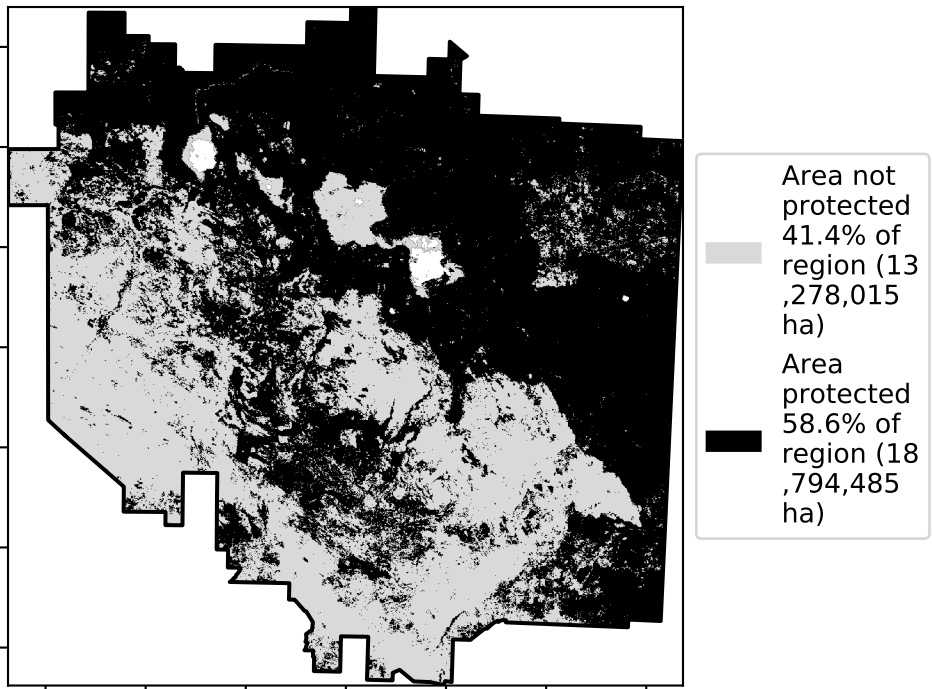 Area not
protected
41.4% of
region (13
,278,015
ha)
Area
protected
58.6% of
region (18
,794,485
ha)